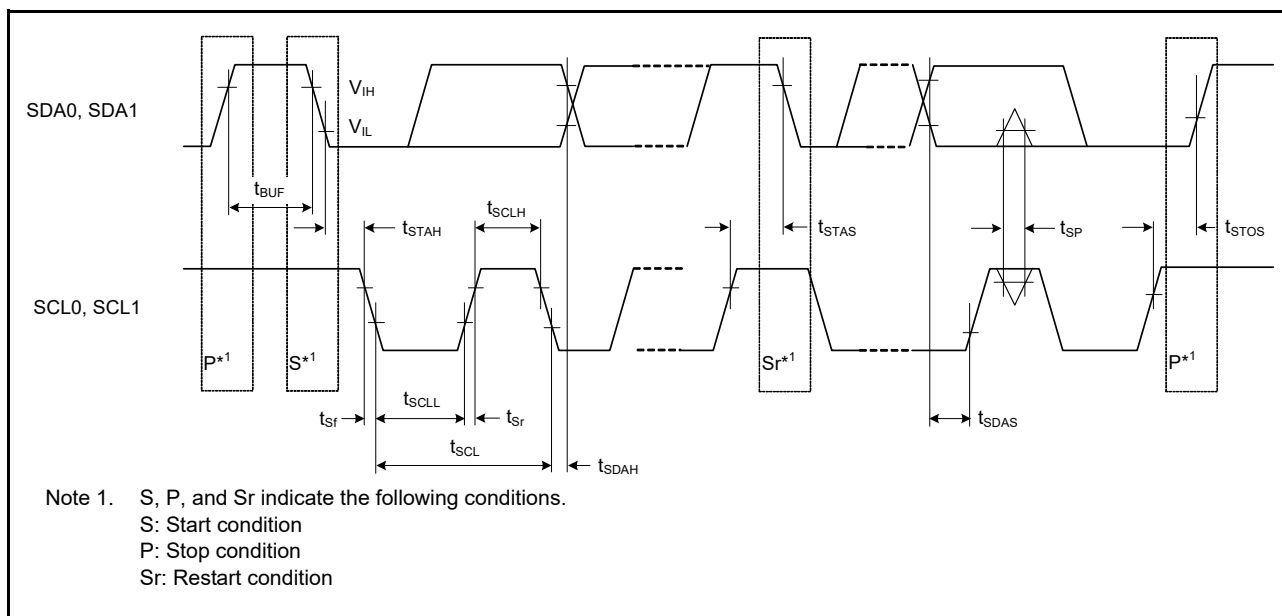 SDA0, SDA1
VIH
VIL
tBUF
tSTAH
tSCLH
tSTAS
tSP
tSTOS
SCL0, SCL1
P*1
S*1
Sr*1
P*1
tSf
tSCLL
tSr
tSDAS
tSCL
tSDAH
Note 1. S, P, and Sr indicate the following conditions.
S: Start condition
P: Stop condition
Sr: Restart condition